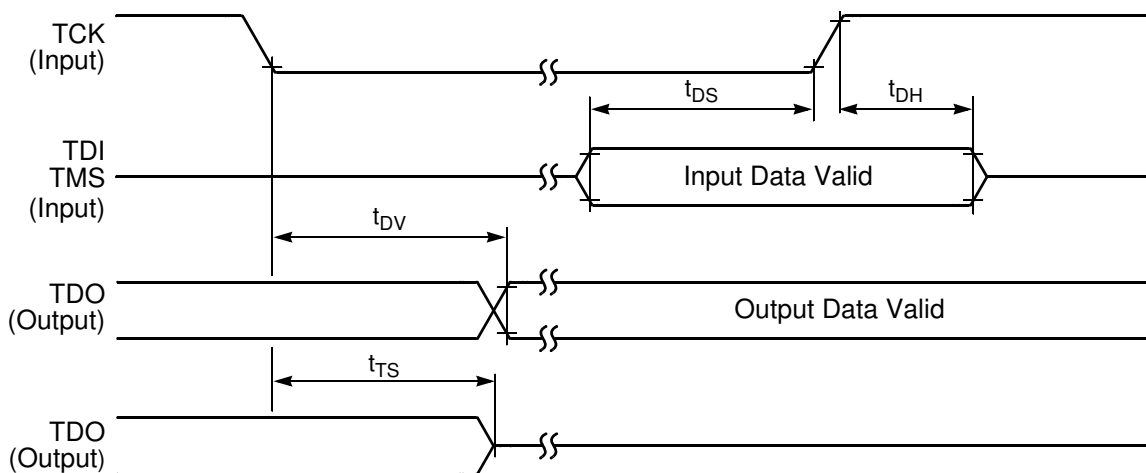 TCK
(Input)
tDS
tDH
TDI
TMS
(Input)
Input Data Valid
tDV
TDO
(Output)
Output Data Valid
tTS
TDO
(Output)